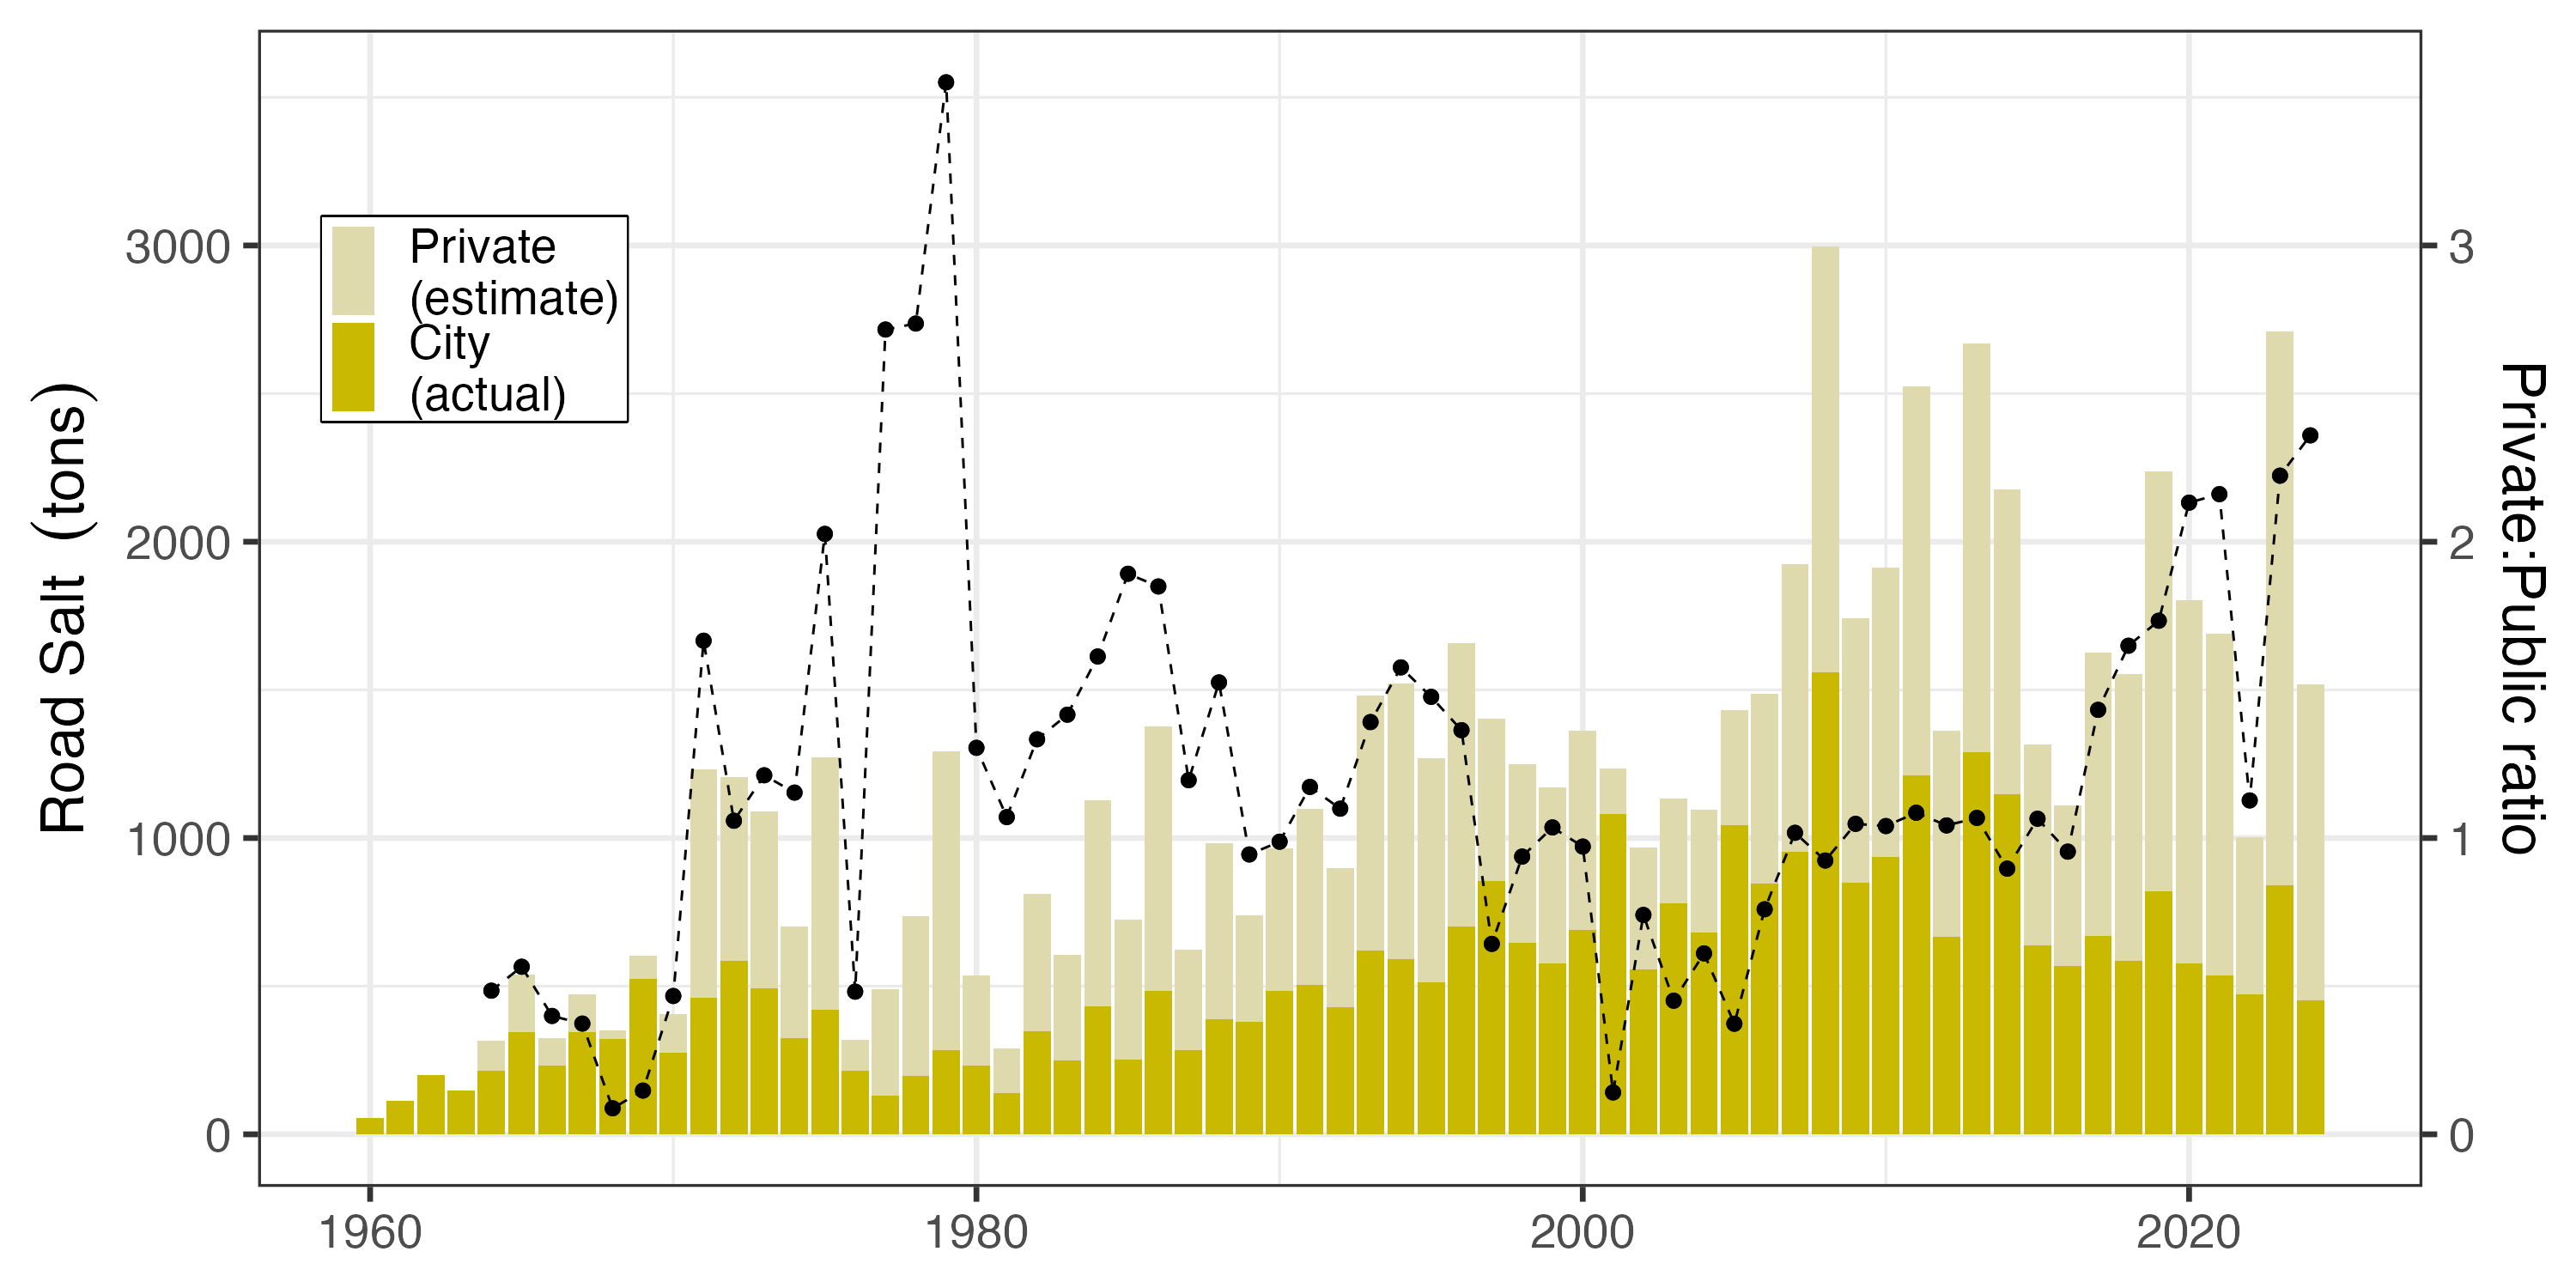 Road Salt (tons)
3000
2000
1000
0
Private
(estimate)
City
(actual)
3
2
1
0
Private:Public ratio
1960
1980
2000
2020